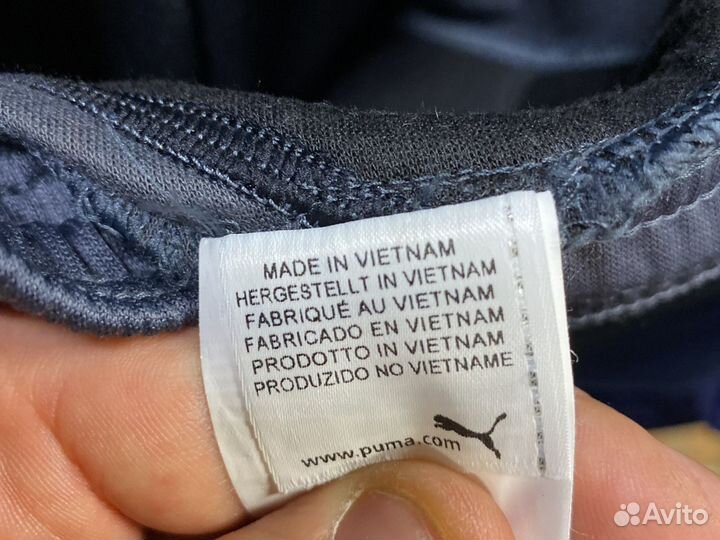 MADE IN VIETNAM
HERGESTELLT IN VIETNAM
FABRIQUÉ AU VIETNAM
FABRICADO EN VIETNAM
PRODOTTO IN VIETNAM
PRODUZIDO NO VIETNAME
www.puma.com
Avito